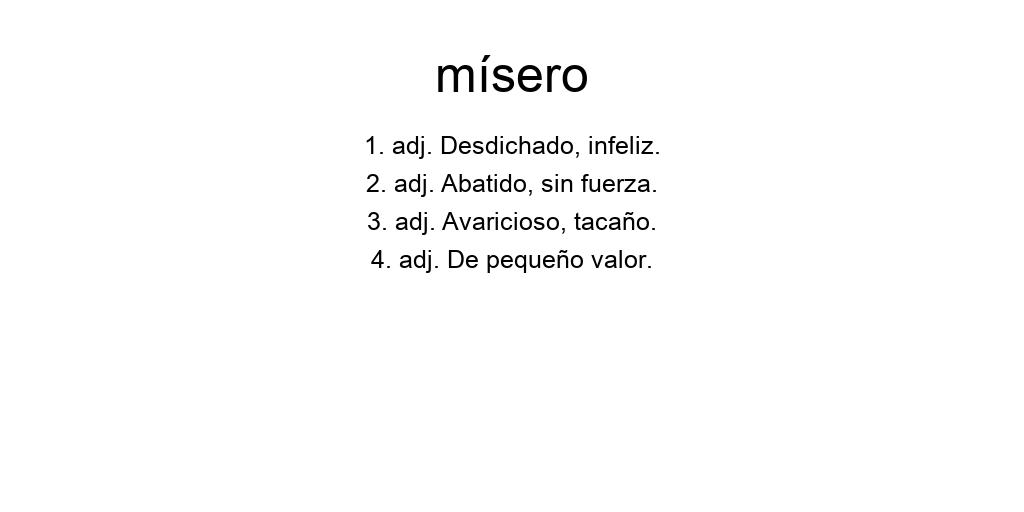 mísero
1. adj. Desdichado, infeliz.
2. adj. Abatido, sin fuerza.
3. adj. Avaricioso, tacaño.
4. adj. De pequeño valor.